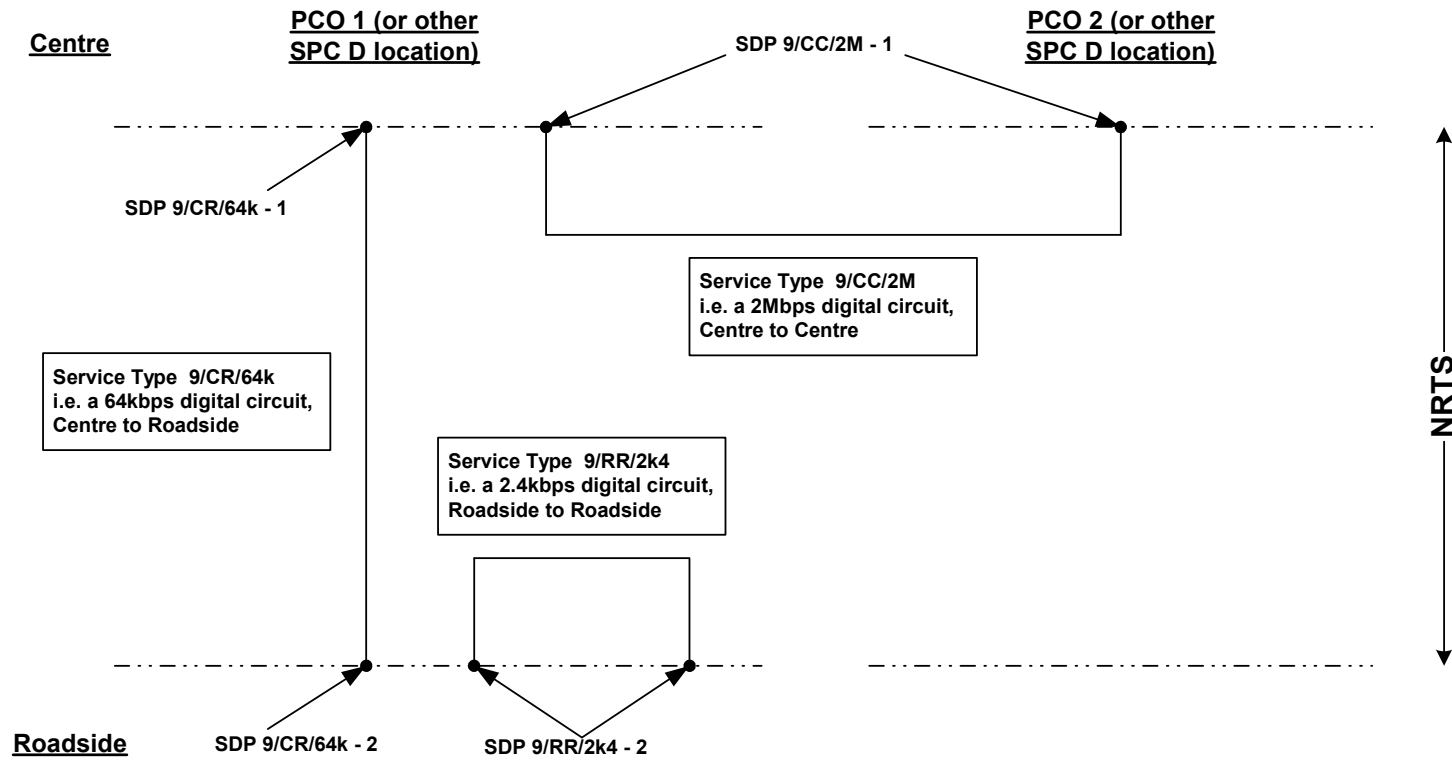 Centre
PCO 1 (or other
SPC D location)
SDP 9/CC/2M - 1
PCO 2 (or other
SPC D location)
SDP 9/CR/64k - 1
Service Type 9/CC/2M
i.e. a 2Mbps digital circuit,
Centre to Centre
Service Type 9/CR/64k
i.e. a 64kbps digital circuit,
Centre to Roadside
NRTS
Service Type 9/RR/2k4
i.e. a 2.4kbps digital circuit,
Roadside to Roadside
Roadside
SDP 9/CR/64k - 2
SDP 9/RR/2k4 - 2